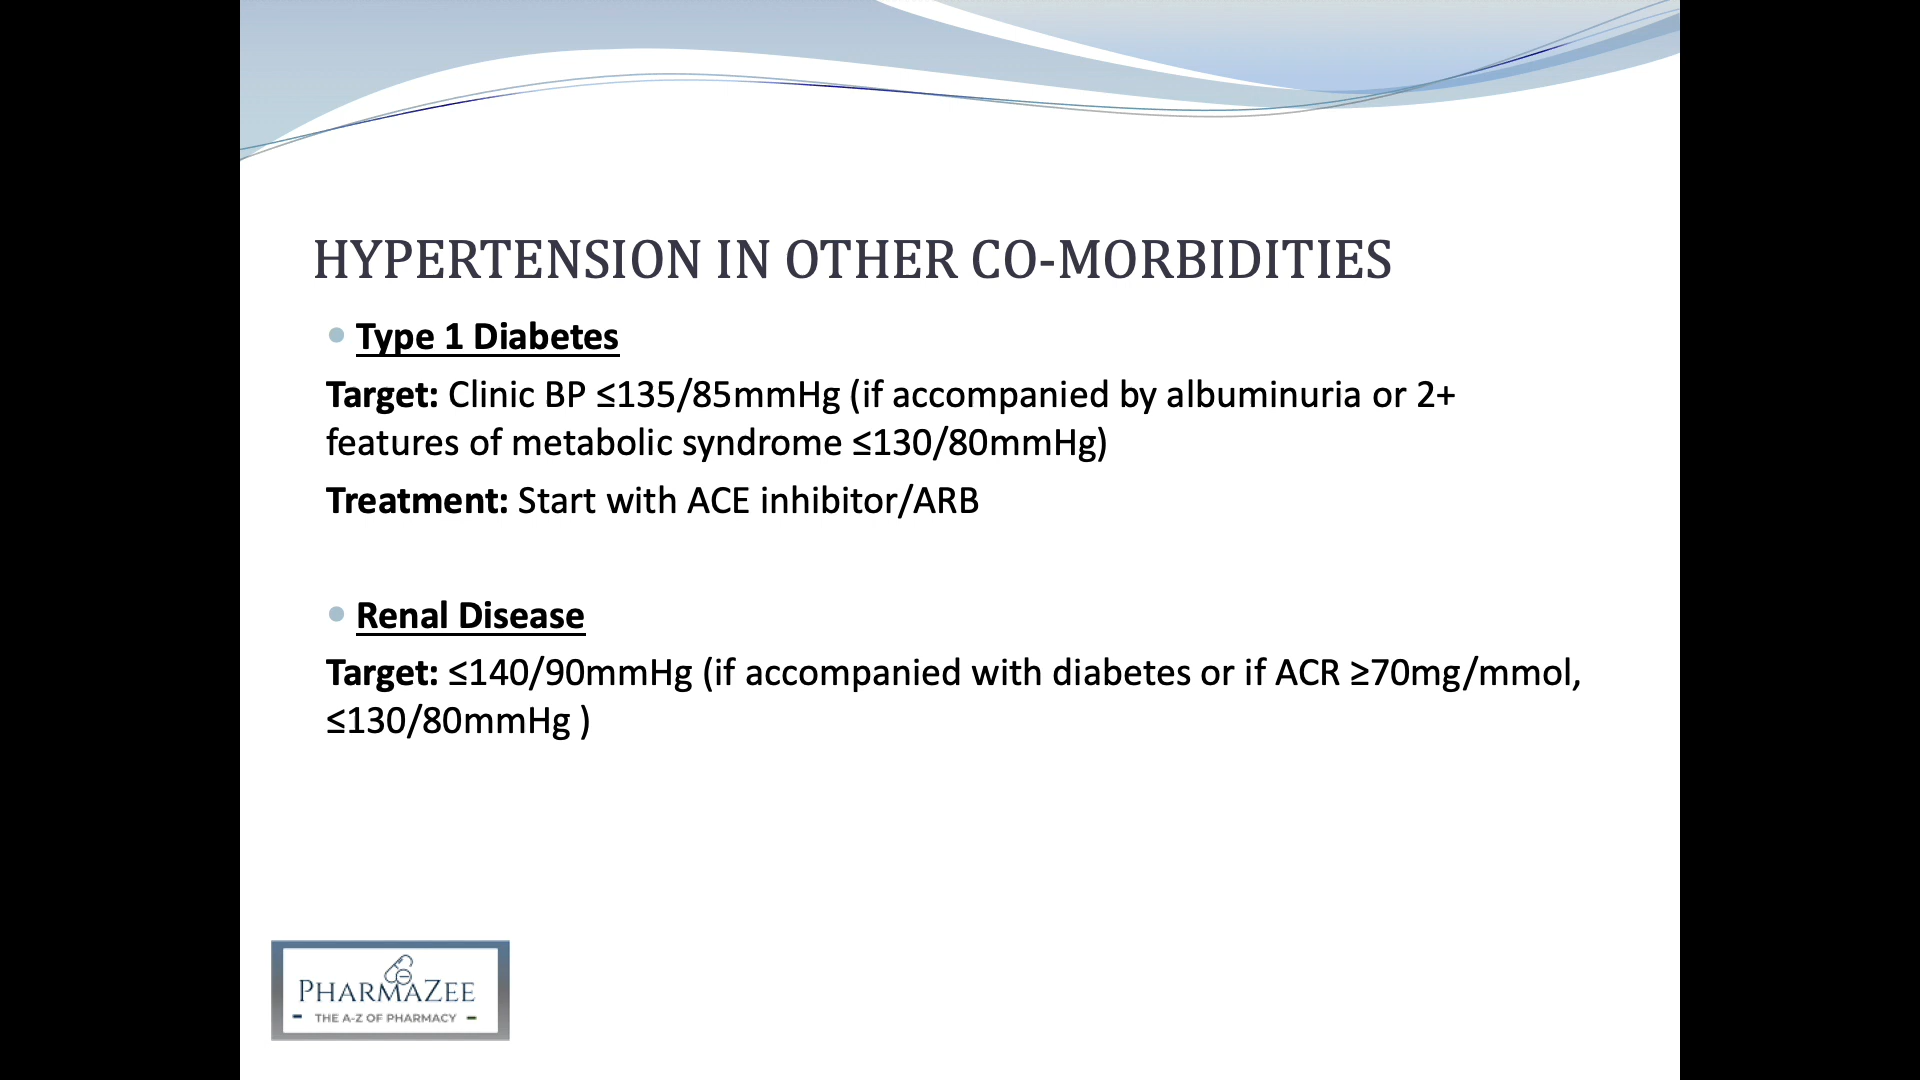 HYPERTENSION IN OTHER CO-MORBIDITIES
Type 1 Diabetes
Target: Clinic BP ≤135/85mmHg (if accompanied by albuminuria or 2+
features of metabolic syndrome ≤130/80mmHg)
Treatment: Start with ACE inhibitor/ARB
Renal Disease
Target: ≤140/90mmHg (if accompanied with diabetes or if ACR ≥70mg/mmol,
≤130/80mmHg )
PHARMAZEE
THE A-Z OF PHARMACY